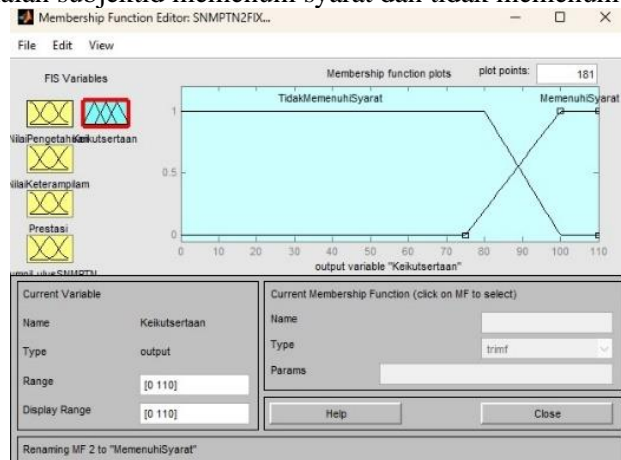 Membership Function Editor: SNMPTN2FIX...
File Edit View
FIS Variables
Membership function plots
plot points:
181
TidakMemenuhiSyarat
MemenuhiSyarat
1
0.5
0
0 10 20 30 40 50 60 70 80 90 100 110
output variable "Keikutsertaan"
Keikutsertaan
Prestasi
Current Variable
Name Keikutsertaan
Type output
Range [0 110]
Display Range [0 110]
Current Membership Function (click on MF to select)
Name
Type trimf
Params
Help
Close
Renaming MF 2 to "MemenuhiSyarat"